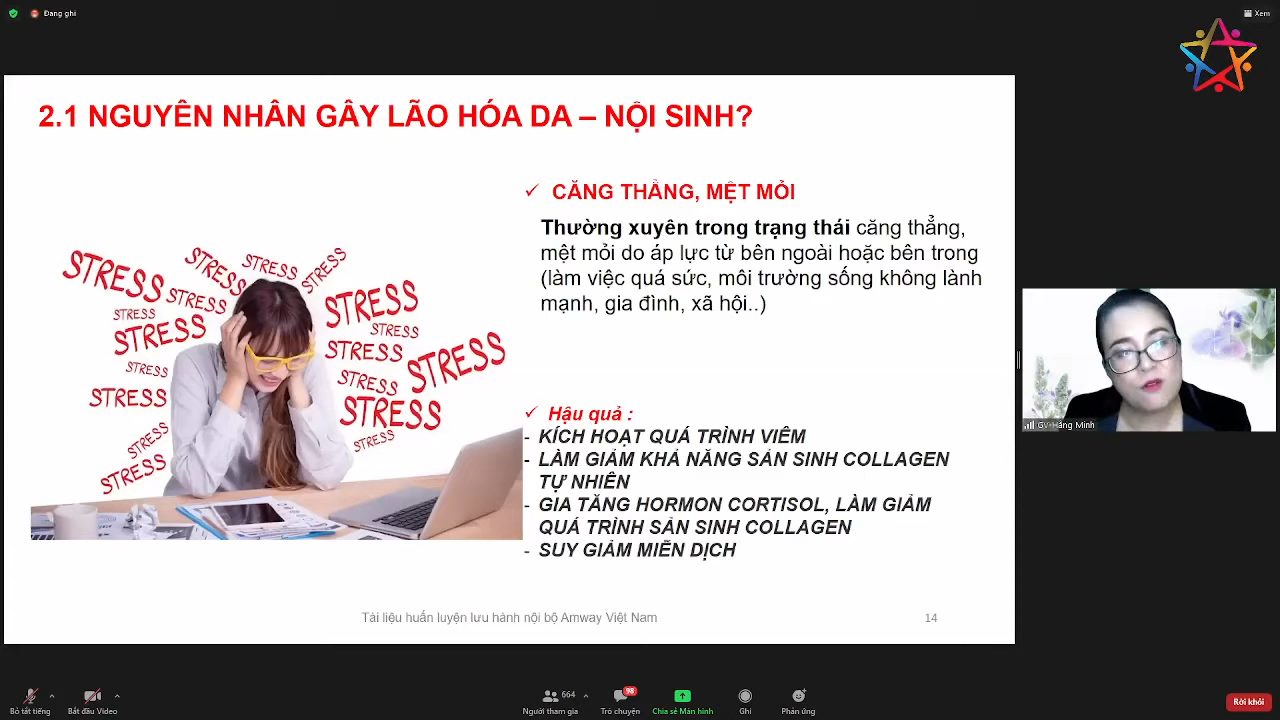 Đang ghi
Xem
2.1 NGUYÊN NHÂN GÂY LÃO HÓA DA – NỘI SINH?
✓ CĂNG THẲNG, MỆT MỎI
Thường xuyên trong trạng thái căng thẳng,
mệt mỏi do áp lực từ bên ngoài hoặc bên trong
(làm việc quá sức, môi trường sống không lành
mạnh, gia đình, xã hội..)
STRESS STRESS STRESS STRESS
STRESS STRESS STRESS
STRESS STRESS STRESS
STRESS STRESS
STRESS STRESS
STRESS STRESS
STRESS STRESS
STRESS
✓ Hậu quả :
- KÍCH HOẠT QUÁ TRÌNH VIÊM
- LÀM GIẢM KHẢ NĂNG SẢN SINH COLLAGEN
TỰ NHIÊN
- GIA TĂNG HORMON CORTISOL, LÀM GIẢM
QUÁ TRÌNH SẢN SINH COLLAGEN
- SUY GIẢM MIỄN DỊCH
GV-Hằng Minh
Tài liệu huấn luyện lưu hành nội bộ Amway Việt Nam
14
Bỏ tắt tiếng
Bắt đầu Video
664
Người tham gia
98
Trò chuyện
Chia sẻ Màn hình
Ghi
Phản ứng
Rời khỏi